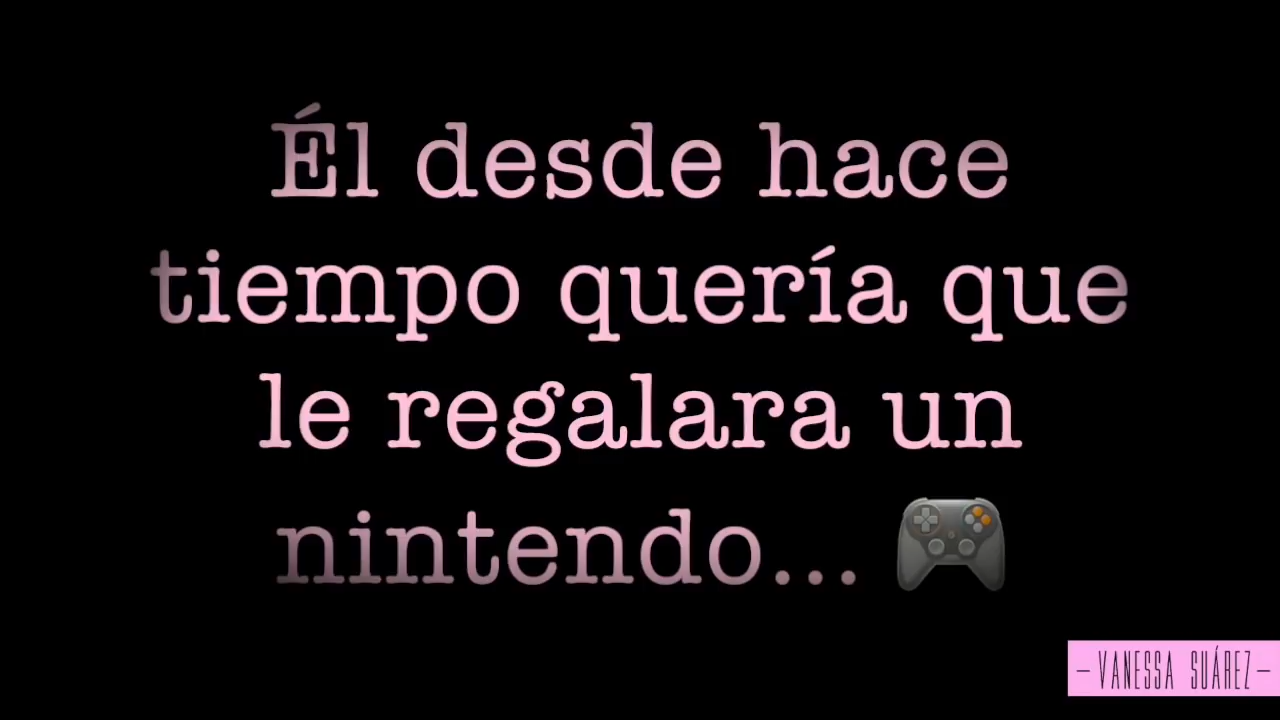 Él desde hace
tiempo quería que
le regalara un
nintendo... 🎮
-VANESSA SUÁREZ-